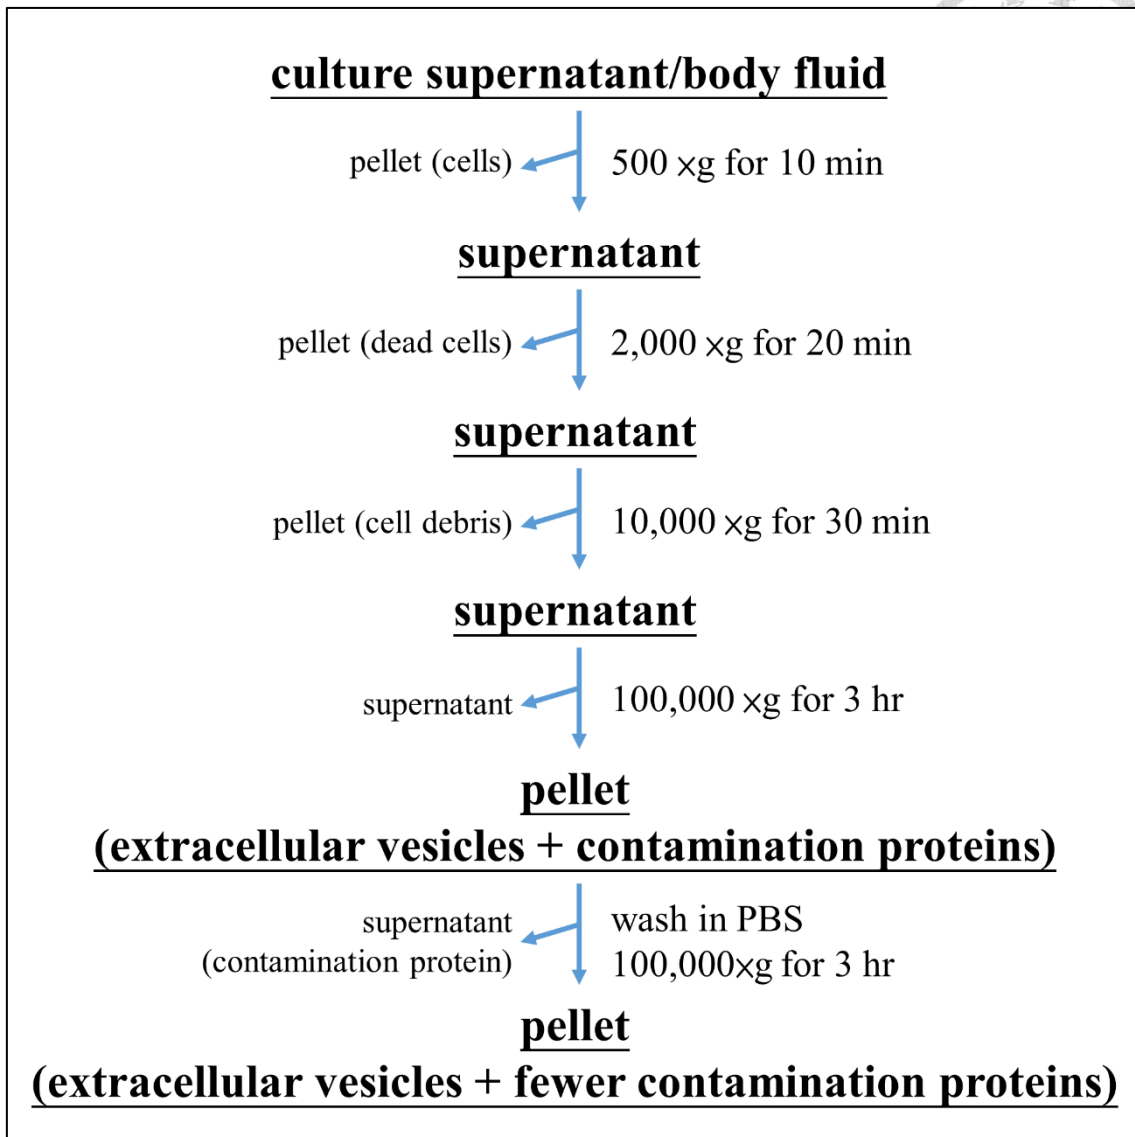 culture supernatant/body fluid
pellet (cells)
500 ×g for 10 min
supernatant
pellet (dead cells)
2,000 ×g for 20 min
supernatant
pellet (cell debris)
10,000 ×g for 30 min
supernatant
supernatant
100,000 ×g for 3 hr
pellet
(extracellular vesicles + contamination proteins)
supernatant
(contamination protein)
wash in PBS
100,000×g for 3 hr
pellet
(extracellular vesicles + fewer contamination proteins)